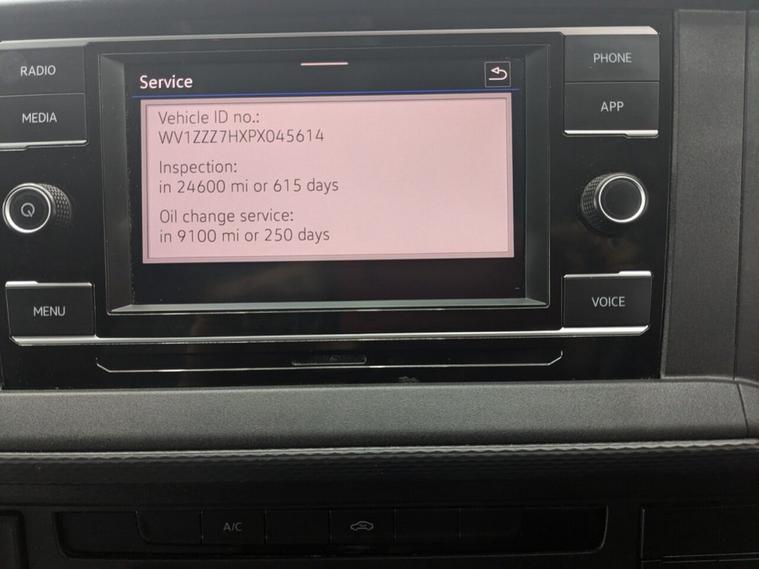 RADIO
MEDIA
MENU
Service
Vehicle ID no.:
WV1ZZZ7HXPX045614
Inspection:
in 24600 mi or 615 days
Oil change service:
in 9100 mi or 250 days
PHONE
APP
VOICE
A/C